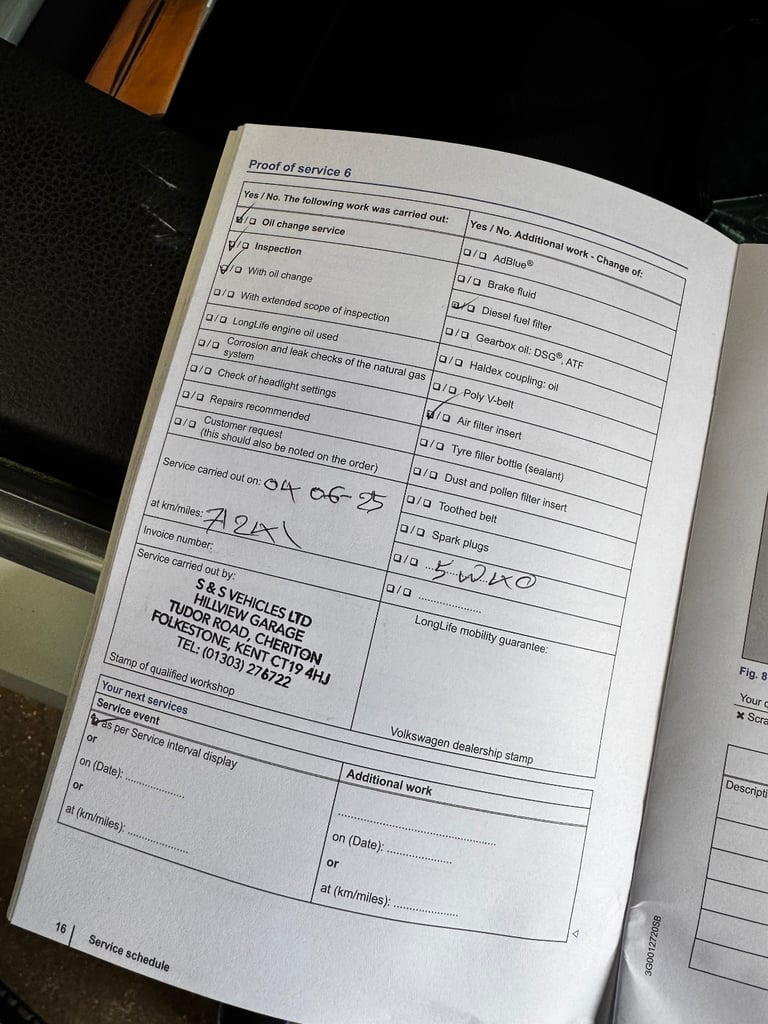 Proof of service 6
Yes / No. The following work was carried out:
☑/☐ Oil change service
☑/☐ Inspection
☑/☐ With oil change
☐/☐ With extended scope of inspection
☐/☐ LongLife engine oil used
☐/☐ Corrosion and leak checks of the natural gas
system
☐/☐ Check of headlight settings
☐/☐ Repairs recommended
☐/☐ Customer request
(this should also be noted on the order)
Service carried out on: 04 06-25
at km/miles:
Invoice number:
Service carried out by:
S & S VEHICLES LTD
HILLVIEW GARAGE
TUDOR ROAD, CHERITON
FOLKESTONE, KENT CT19 4HJ
TEL: (01303) 276722
Stamp of qualified workshop
Yes / No. Additional work - Change of:
☐/☐ AdBlue®
☐/☐ Brake fluid
☑/☐ Diesel fuel filter
☐/☐ Gearbox oil: DSG®, ATF
☐/☐ Haldex coupling: oil
☐/☐ Poly V-belt
☑/☐ Air filter insert
☐/☐ Tyre filler bottle (sealant)
☐/☐ Dust and pollen filter insert
☐/☐ Toothed belt
☐/☐ Spark plugs
☐/☐
☐/☐ ....................
LongLife mobility guarantee:
Volkswagen dealership stamp
Your next services
Service event
☑ as per Service interval display
or
on (Date): ...................
or
at (km/miles): ...................
Additional work
..................................................
on (Date): ....................
or
at (km/miles): ....................
16 | Service schedule
3G0012720SB
Fig. 8
Your
✖ Scra
Descripti